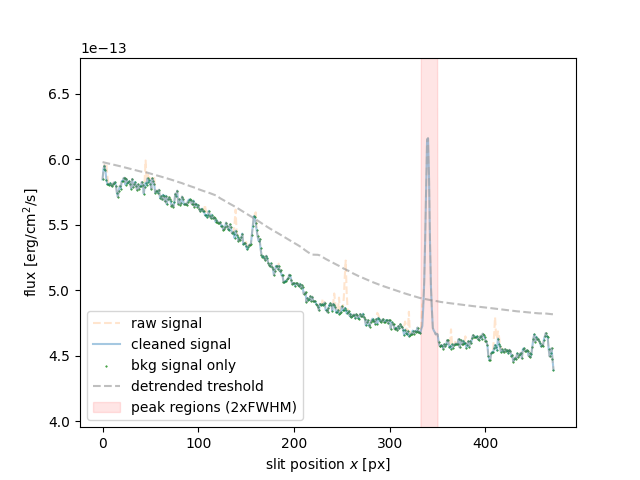 1e−13
6.5
6.0
5.5
5.0
4.5
4.0
flux [erg/cm²/s]
raw signal
cleaned signal
bkg signal only
detrended treshold
peak regions (2xFWHM)
0 100 200 300 400
slit position x [px]